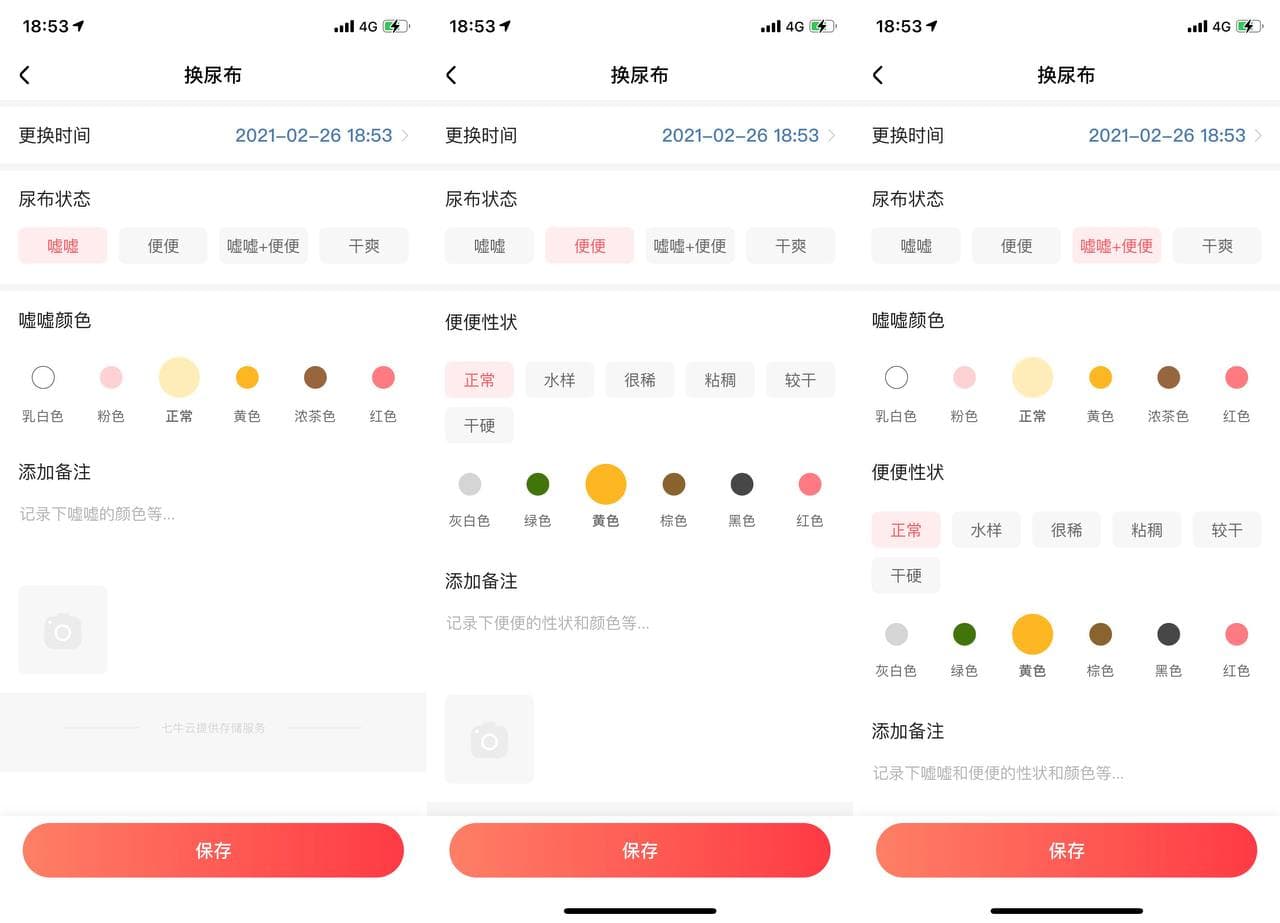 18:53
4G
换尿布
更换时间
2021-02-26 18:53
尿布状态
嘘嘘
便便
嘘嘘+便便
干爽
嘘嘘颜色
乳白色
粉色
正常
黄色
浓茶色
红色
添加备注
记录下嘘嘘的颜色等...
七牛云提供存储服务
保存
18:53
4G
换尿布
更换时间
2021-02-26 18:53
尿布状态
嘘嘘
便便
嘘嘘+便便
干爽
便便性状
正常
水样
很稀
粘稠
较干
干硬
灰白色
绿色
黄色
棕色
黑色
红色
添加备注
记录下便便的性状和颜色等...
保存
18:53
4G
换尿布
更换时间
2021-02-26 18:53
尿布状态
嘘嘘
便便
嘘嘘+便便
干爽
嘘嘘颜色
乳白色
粉色
正常
黄色
浓茶色
红色
便便性状
正常
水样
很稀
粘稠
较干
干硬
灰白色
绿色
黄色
棕色
黑色
红色
添加备注
记录下嘘嘘和便便的性状和颜色等...
保存